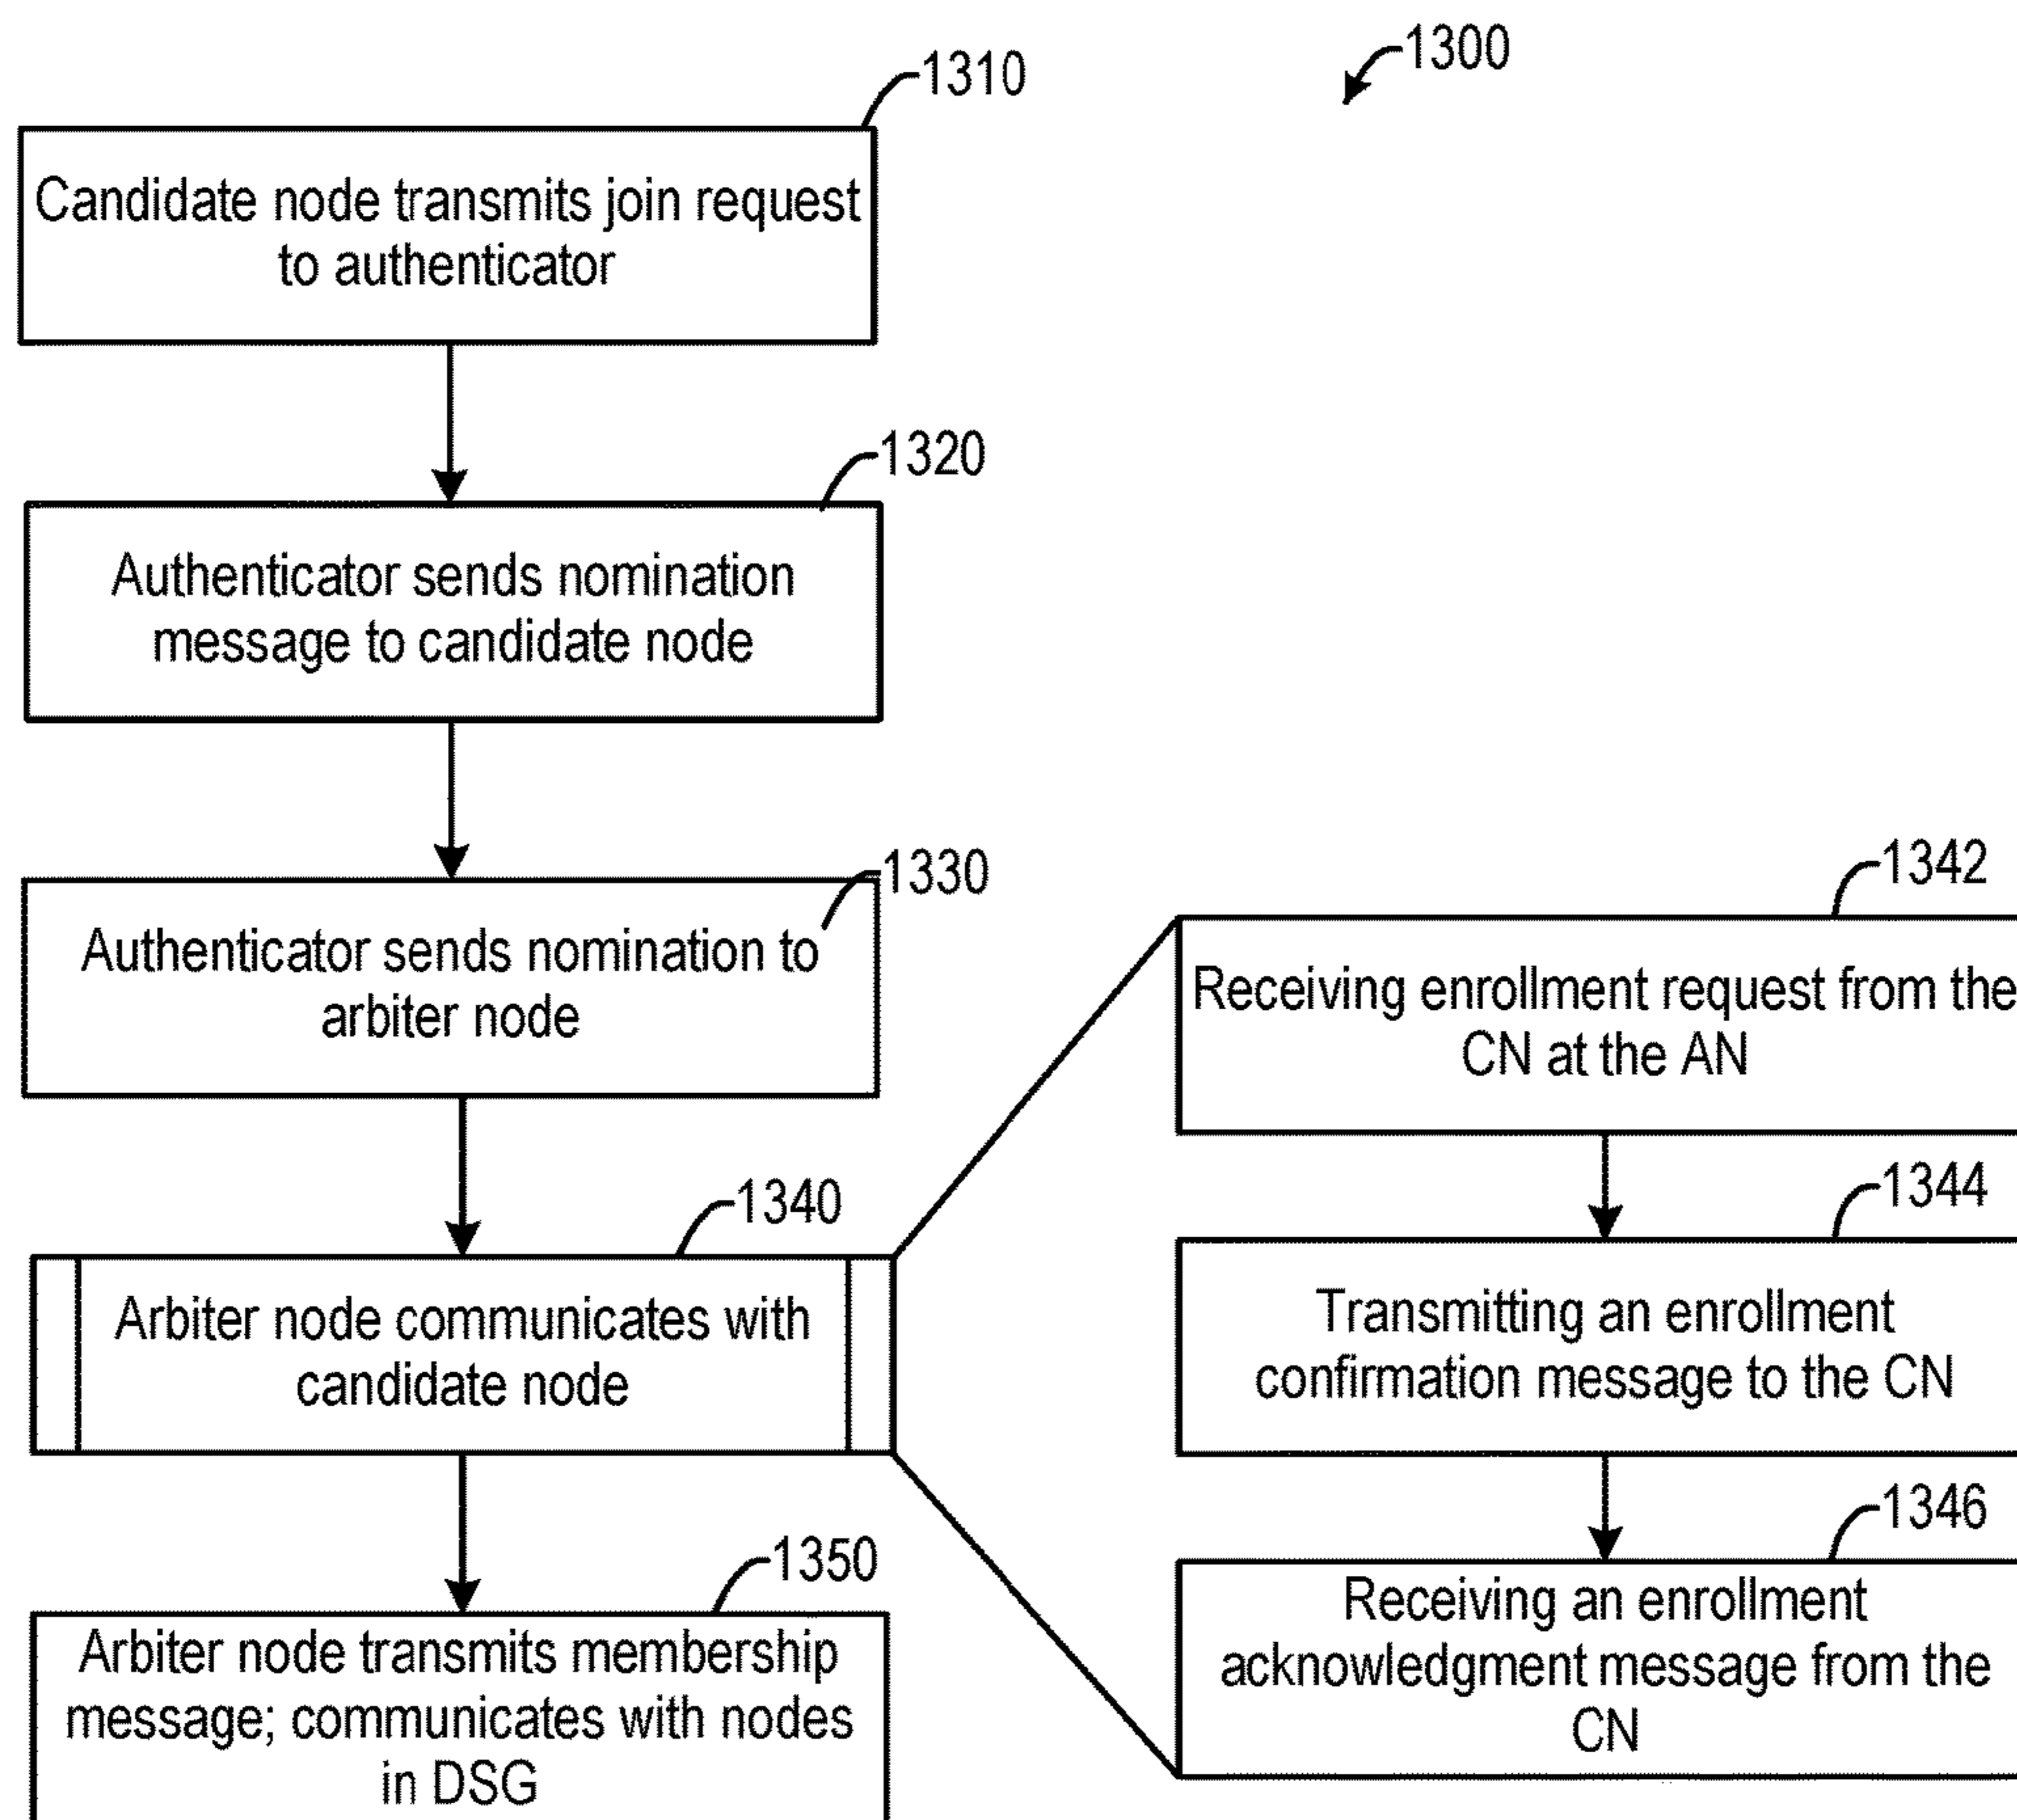 1300
1310
Candidate node transmits join request
to authenticator
1320
Authenticator sends nomination
message to candidate node
1330
Authenticator sends nomination to
arbiter node
1340
Arbiter node communicates with
candidate node
1350
Arbiter node transmits membership
message; communicates with nodes
in DSG
1342
Receiving enrollment request from the
CN at the AN
1344
Transmitting an enrollment
confirmation message to the CN
1346
Receiving an enrollment
acknowledgment message from the
CN